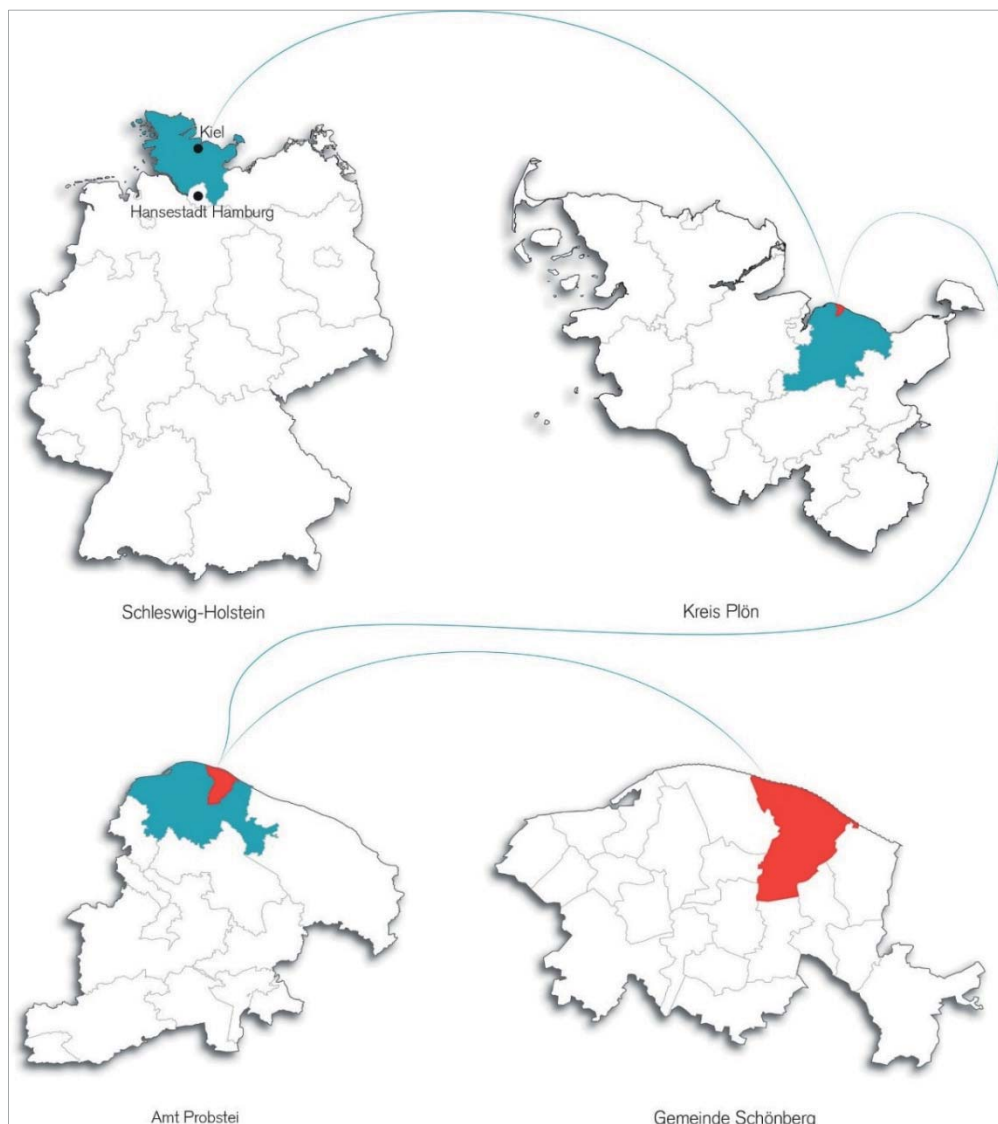 Kiel
Hansestadt Hamburg
Schleswig-Holstein
Kreis Plön
Amt Probstei
Gemeinde Schönberg